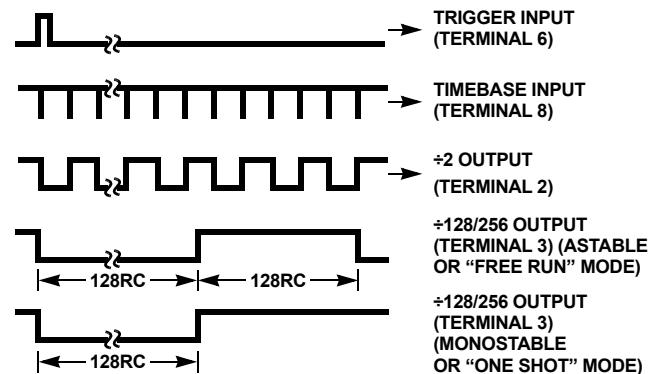 TRIGGER INPUT
(TERMINAL 6)
TIMEBASE INPUT
(TERMINAL 8)
÷2 OUTPUT
(TERMINAL 2)
÷128/256 OUTPUT
(TERMINAL 3) (ASTABLE
OR “FREE RUN” MODE)
128RC
128RC
÷128/256 OUTPUT
(TERMINAL 3)
(MONOSTABLE
OR “ONE SHOT” MODE)
128RC